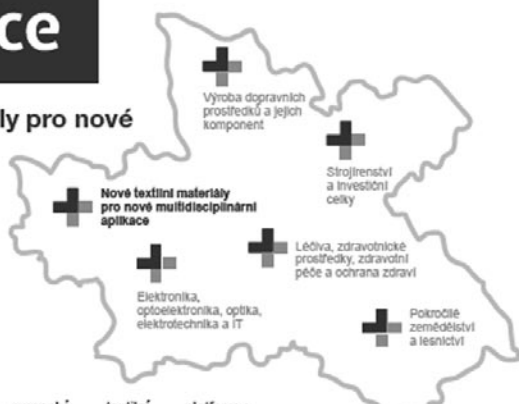 ce
ly pro nové
Výroba dopravních
prostředků a jejich
komponent
Strojírenství
a investiční
celky
Nové textilní materiály
pro nové multidisciplinární
aplikace
Léčiva, zdravotnické
prostředky, zdravotní
péče a ochrana zdraví
Elektronika,
optoelektronika, optika,
elektrotechnika a IT
Pokročilé
zemědělství
a lesnictví